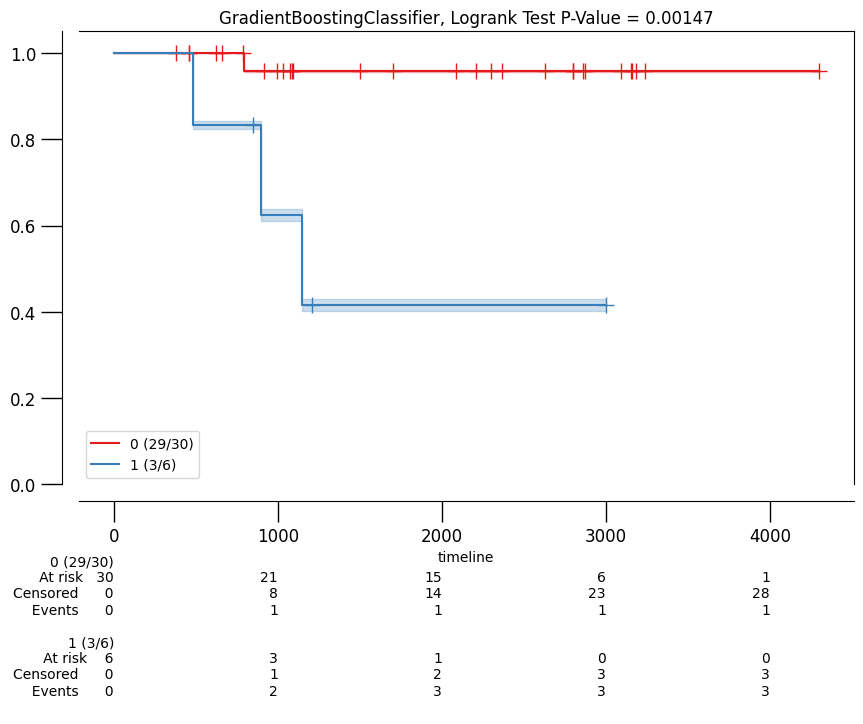 GradientBoostingClassifier, Logrank Test P-Value = 0.00147
1.0
0.8
0.6
0.4
0.2
0.0
0 (29/30)
1 (3/6)
0 1000 2000 3000 4000
timeline
0 (29/30)
At risk 30 21 15 6 1
Censored 0 8 14 23 28
Events 0 1 1 1 1
1 (3/6)
At risk 6 3 1 0 0
Censored 0 1 2 3 3
Events 0 2 3 3 3